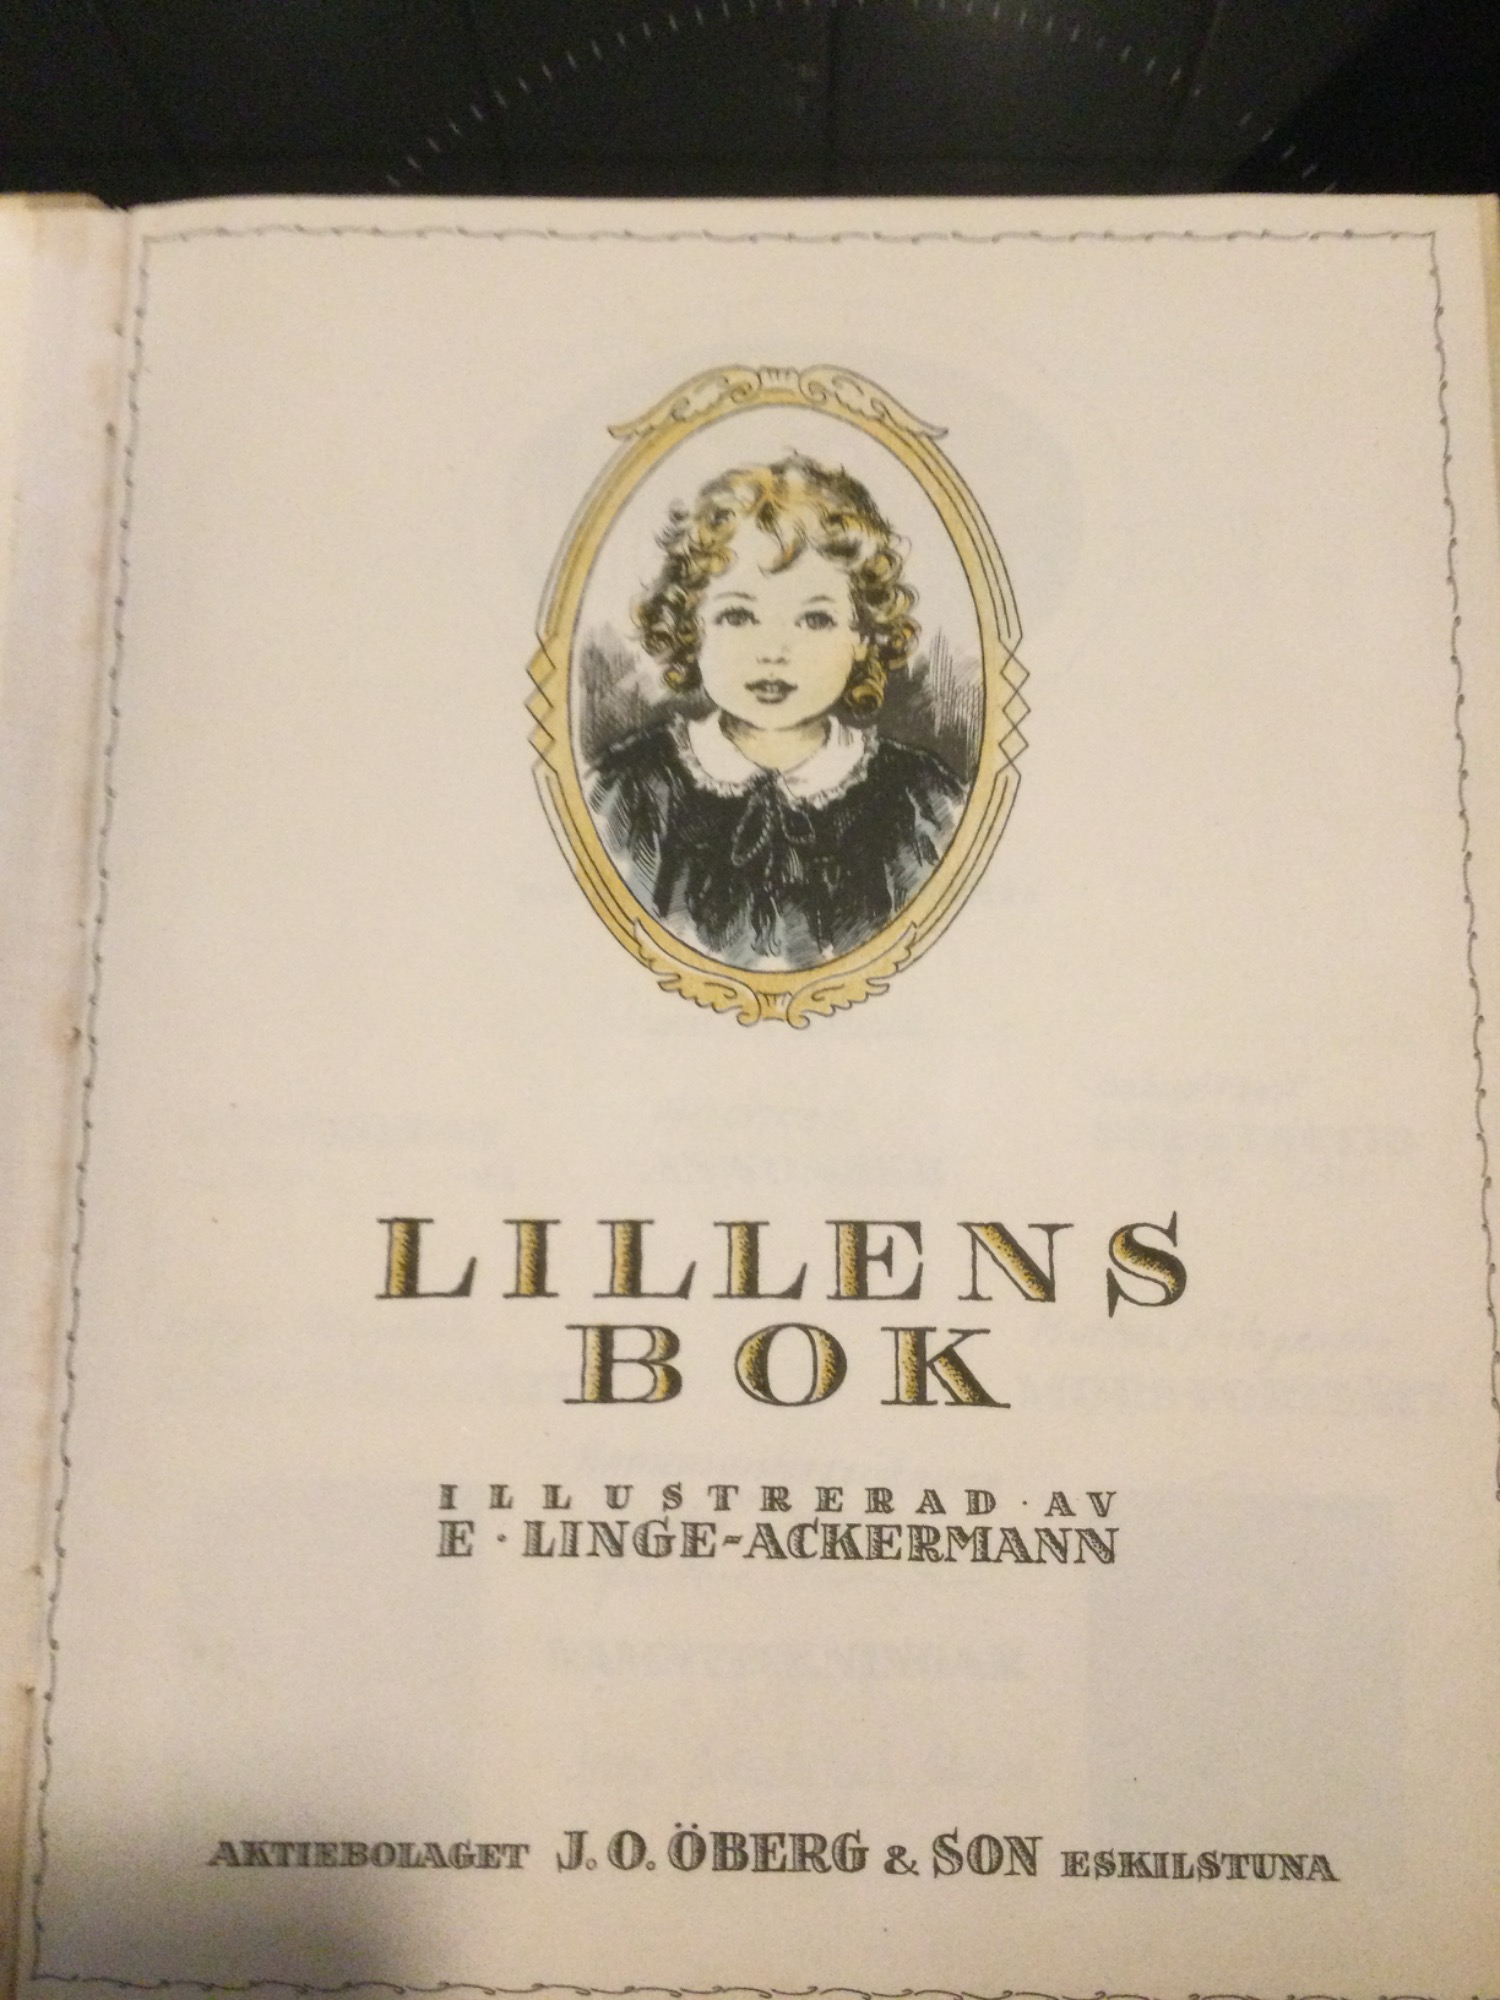 LILLENS
BOK
ILLUSTRERAD · AV
E · LINGE-ACKERMANN
AKTIEBOLAGET J. O. ÖBERG & SON ESKILSTUNA